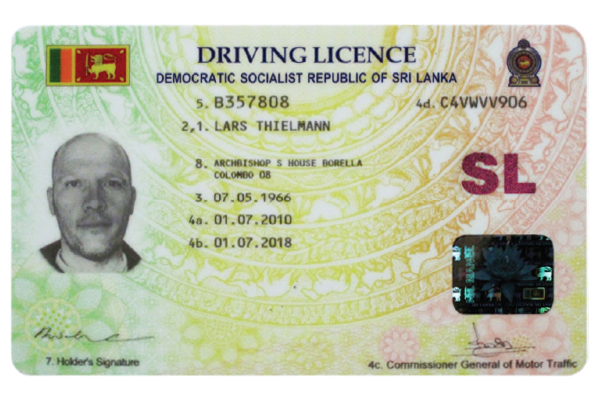 DRIVING LICENCE
DEMOCRATIC SOCIALIST REPUBLIC OF SRI LANKA
5. B357808 4d. C4VWVV906
2,1. LARS THIELMANN
8. ARCHBISHOP S HOUSE BORELLA
COLOMBO 08
SL
3. 07.05.1966
4a. 01.07.2010
4b. 01.07.2018
7. Holder's Signature
4c. Commissioner General of Motor Traffic